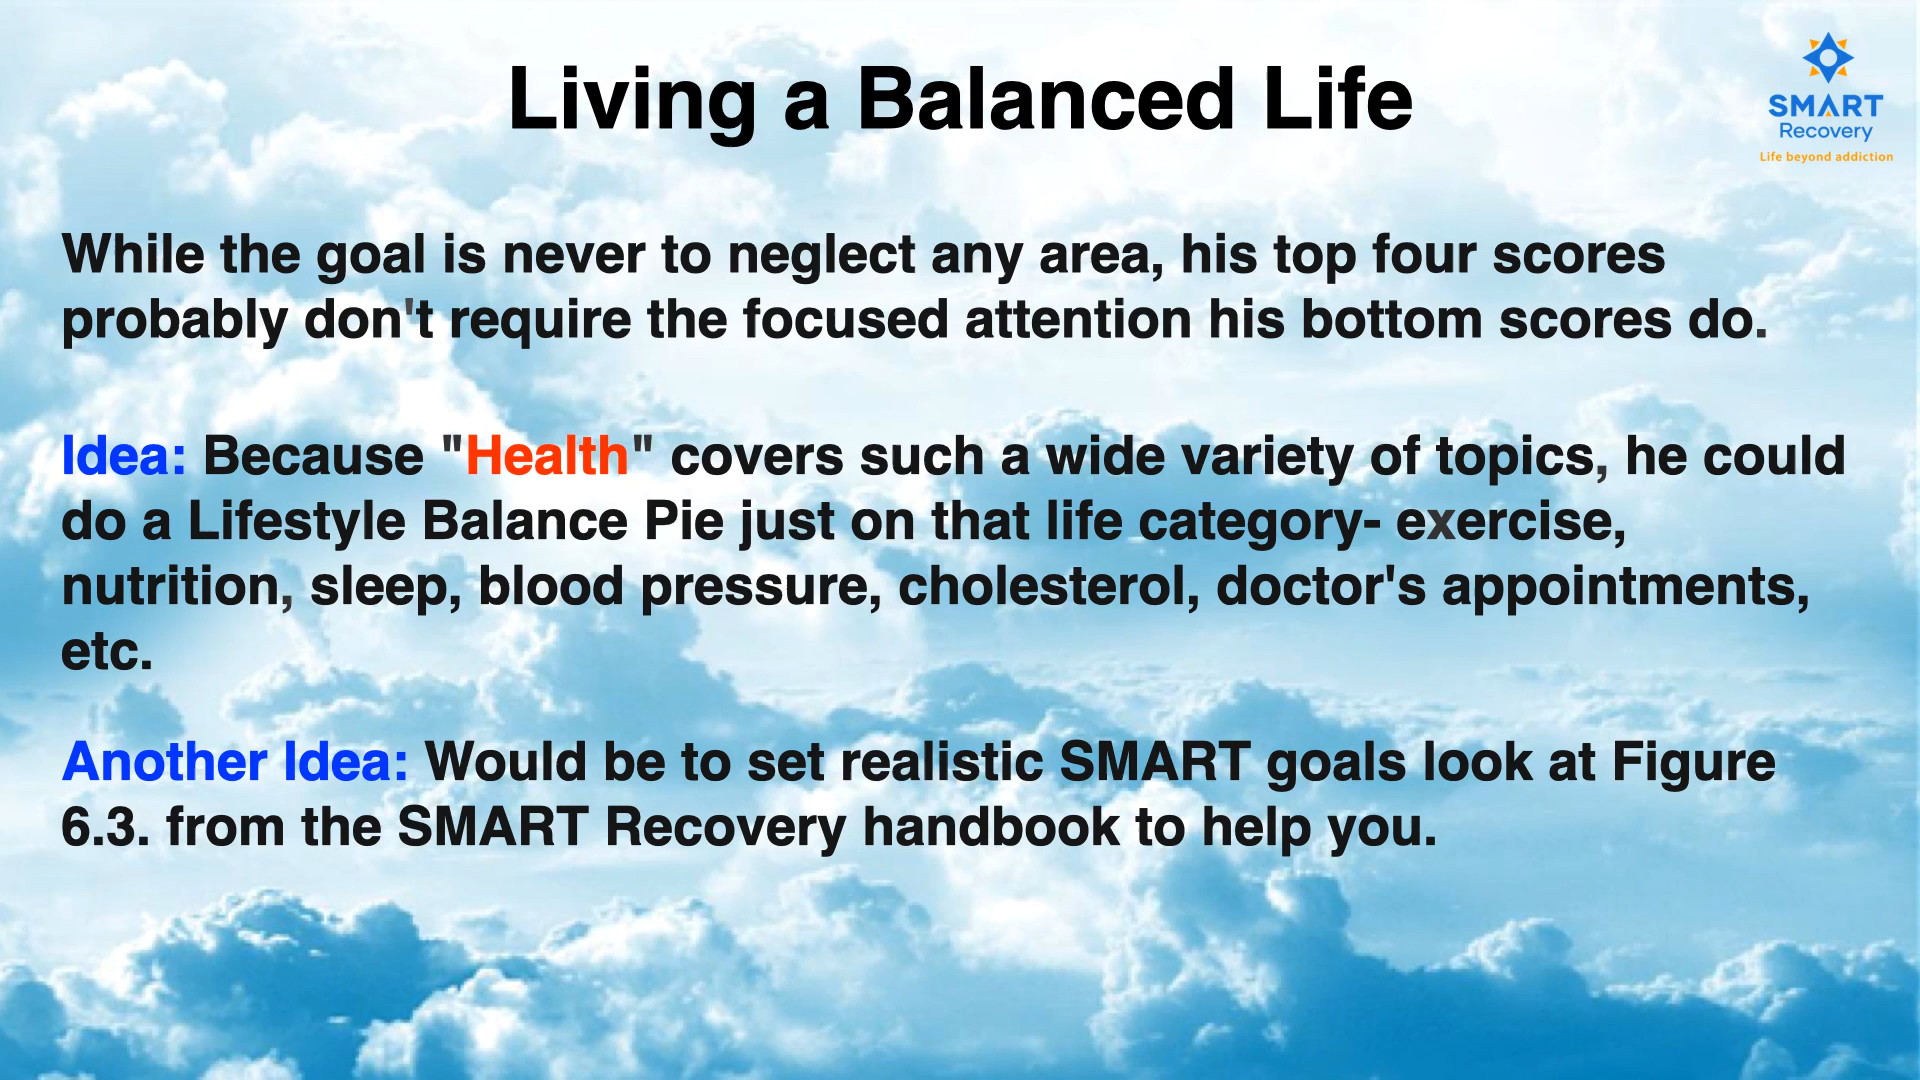 Living a Balanced Life
SMART
Recovery
Life beyond addiction
While the goal is never to neglect any area, his top four scores
probably don't require the focused attention his bottom scores do.
Idea: Because "Health" covers such a wide variety of topics, he could
do a Lifestyle Balance Pie just on that life category- exercise,
nutrition, sleep, blood pressure, cholesterol, doctor's appointments,
etc.
Another Idea: Would be to set realistic SMART goals look at Figure
6.3. from the SMART Recovery handbook to help you.